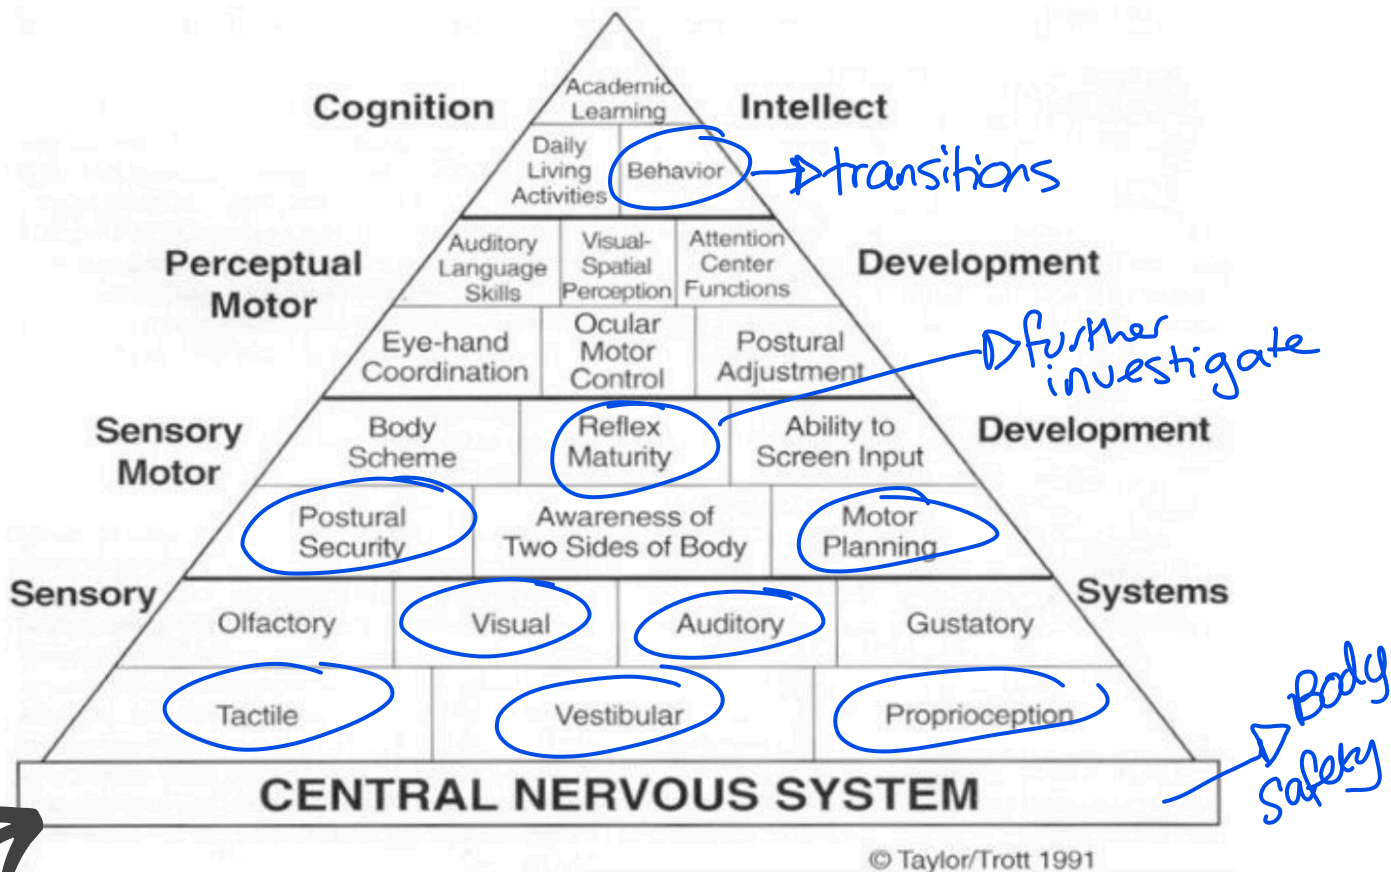 Academic
Learning
Cognition
Intellect
Daily
Living
Activities
Behavior
transitions
Auditory
Language
Skills
Visual-
Spatial
Perception
Attention
Center
Functions
Perceptual
Motor
Development
Eye-hand
Coordination
Ocular
Motor
Control
Postural
Adjustment
further
investigate
Sensory
Motor
Body
Scheme
Reflex
Maturity
Ability to
Screen Input
Development
Postural
Security
Awareness of
Two Sides of Body
Motor
Planning
Sensory
Systems
Olfactory
Visual
Auditory
Gustatory
Tactile
Vestibular
Proprioception
Body
Safety
CENTRAL NERVOUS SYSTEM
© Taylor/Trott 1991